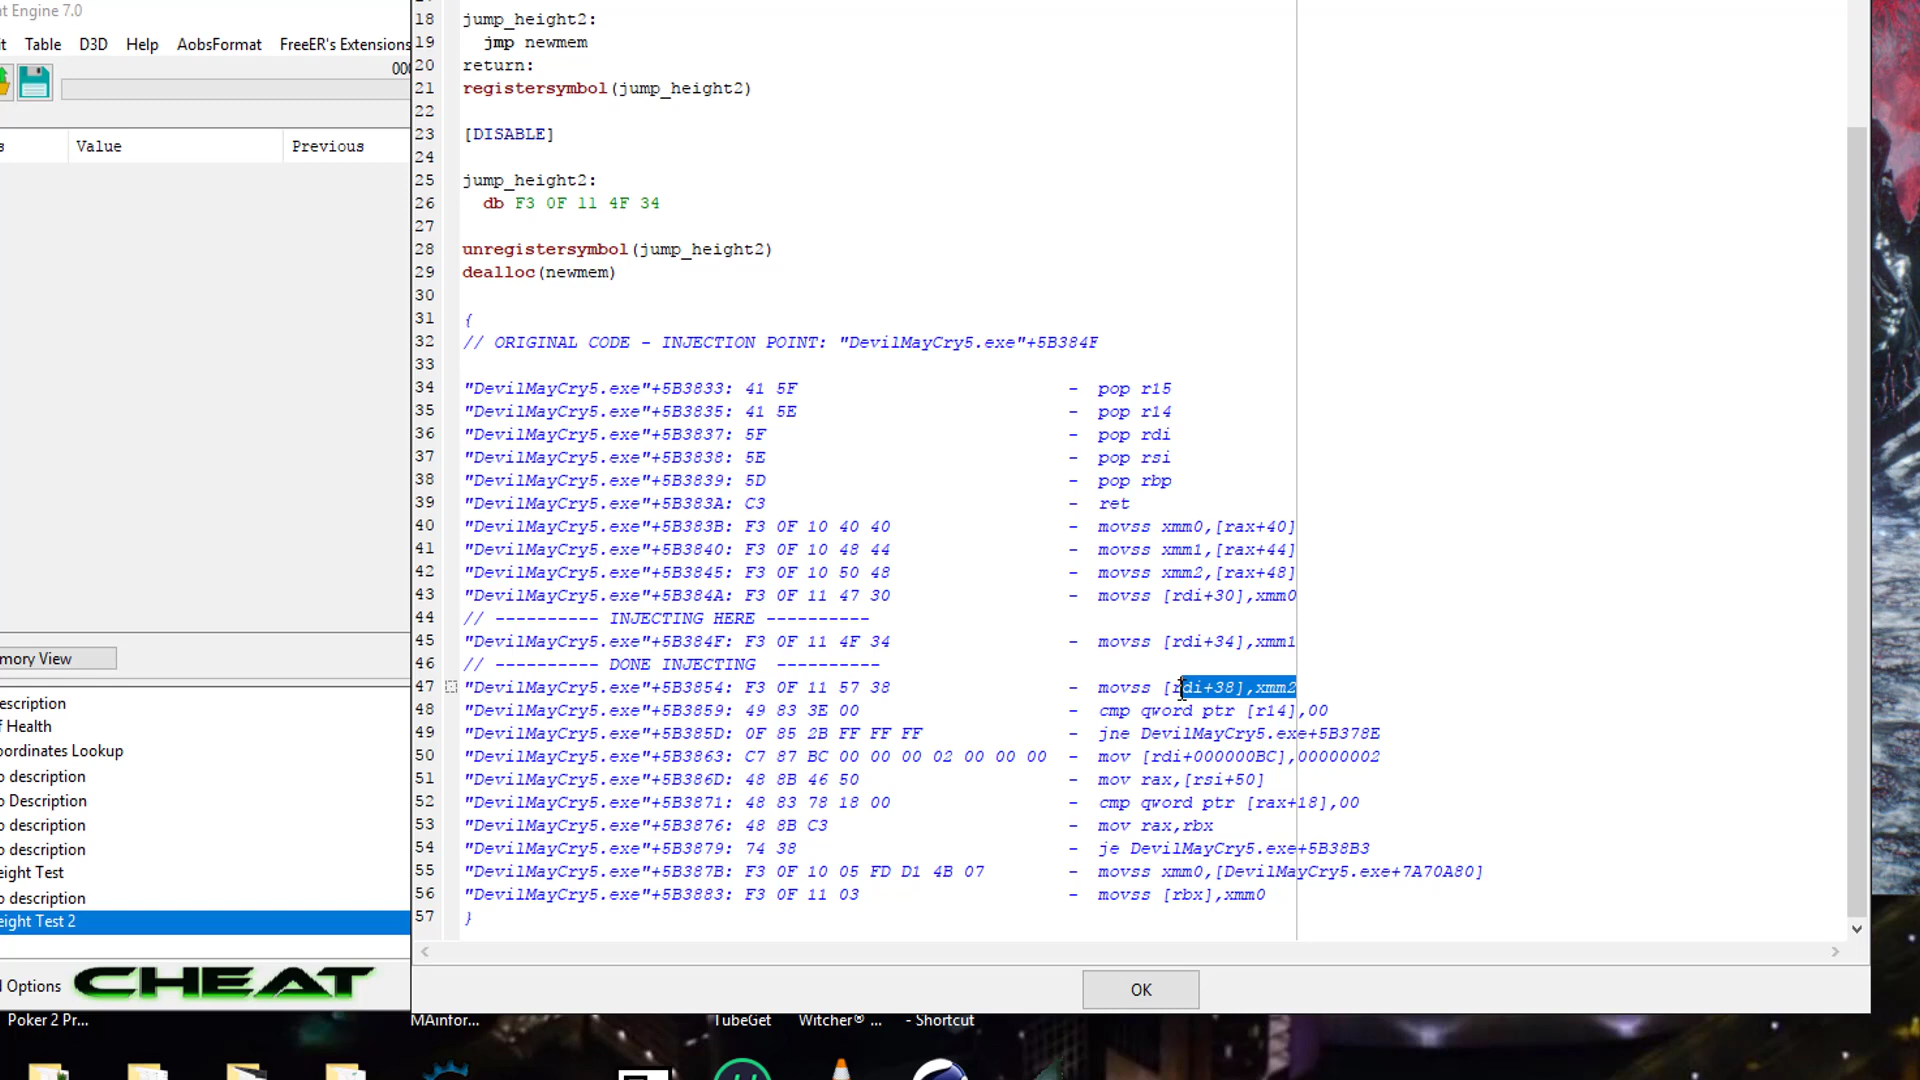 at Engine 7.0
it Table D3D Help AobsFormat FreeER's Extensions
000
s Value Previous
mory View
escription
f Health
oordinates Lookup
o description
o Description
o description
o description
eight Test
o description
eight Test 2
d Options
CHEAT
18 jump_height2:
19 jmp newmem
20 return:
21 registersymbol(jump_height2)
22
23 [DISABLE]
24
25 jump_height2:
26 db F3 0F 11 4F 34
27
28 unregistersymbol(jump_height2)
29 dealloc(newmem)
30
31 {
32 // ORIGINAL CODE - INJECTION POINT: "DevilMayCry5.exe"+5B384F
33
34 "DevilMayCry5.exe"+5B3833: 41 5F - pop r15
35 "DevilMayCry5.exe"+5B3835: 41 5E - pop r14
36 "DevilMayCry5.exe"+5B3837: 5F - pop rdi
37 "DevilMayCry5.exe"+5B3838: 5E - pop rsi
38 "DevilMayCry5.exe"+5B3839: 5D - pop rbp
39 "DevilMayCry5.exe"+5B383A: C3 - ret
40 "DevilMayCry5.exe"+5B383B: F3 0F 10 40 40 - movss xmm0,[rax+40]
41 "DevilMayCry5.exe"+5B3840: F3 0F 10 48 44 - movss xmm1,[rax+44]
42 "DevilMayCry5.exe"+5B3845: F3 0F 10 50 48 - movss xmm2,[rax+48]
43 "DevilMayCry5.exe"+5B384A: F3 0F 11 47 30 - movss [rdi+30],xmm0
44 // ---------- INJECTING HERE ----------
45 "DevilMayCry5.exe"+5B384F: F3 0F 11 4F 34 - movss [rdi+34],xmm1
46 // ---------- DONE INJECTING ----------
47 "DevilMayCry5.exe"+5B3854: F3 0F 11 57 38 - movss [rdi+38],xmm2
48 "DevilMayCry5.exe"+5B3859: 49 83 3E 00 - cmp qword ptr [r14],00
49 "DevilMayCry5.exe"+5B385D: 0F 85 2B FF FF FF - jne DevilMayCry5.exe+5B378E
50 "DevilMayCry5.exe"+5B3863: C7 87 BC 00 00 00 02 00 00 00 - mov [rdi+000000BC],00000002
51 "DevilMayCry5.exe"+5B386D: 48 8B 46 50 - mov rax,[rsi+50]
52 "DevilMayCry5.exe"+5B3871: 48 83 78 18 00 - cmp qword ptr [rax+18],00
53 "DevilMayCry5.exe"+5B3876: 48 8B C3 - mov rax,rbx
54 "DevilMayCry5.exe"+5B3879: 74 38 - je DevilMayCry5.exe+5B38B3
55 "DevilMayCry5.exe"+5B387B: F3 0F 10 05 FD D1 4B 07 - movss xmm0,[DevilMayCry5.exe+7A70A80]
56 "DevilMayCry5.exe"+5B3883: F3 0F 11 03 - movss [rbx],xmm0
57 }
OK
Poker 2 Pr... MAinfor... TubeGet Witcher® ... - Shortcut